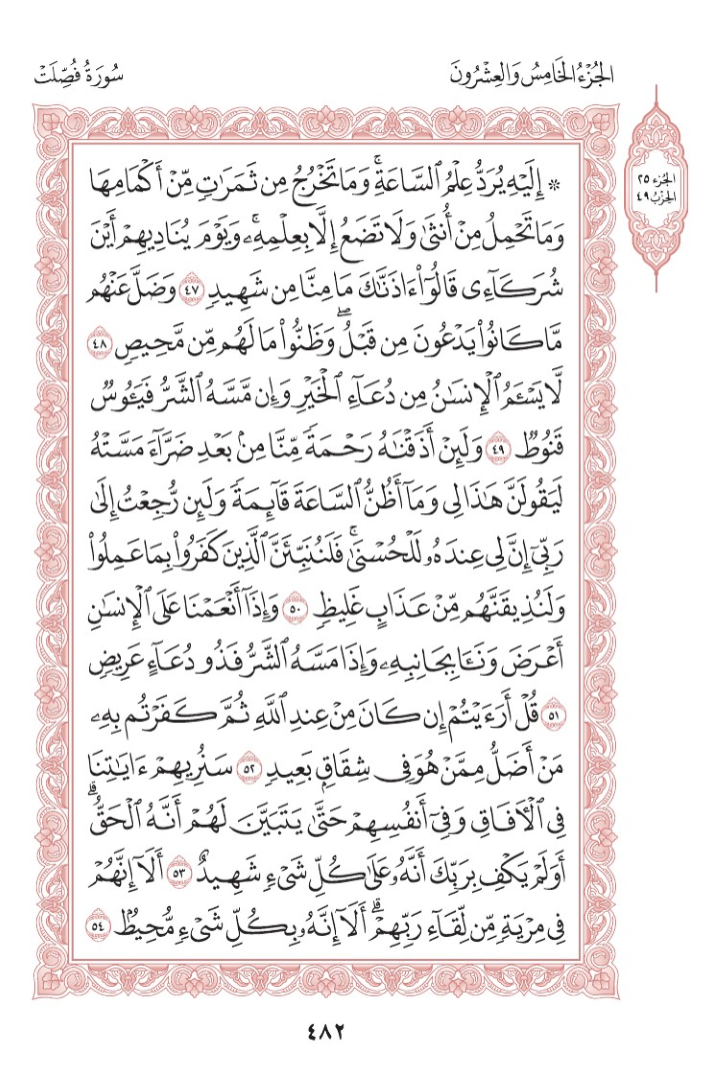 الجُزْءُ الخَامِسُ وَالعِشْرُونَ
سُورَةُ فُصِّلَتْ
الجزء ٢٥
الحزب ٤٩
۞ إِلَيْهِ يُرَدُّ عِلْمُ ٱلسَّاعَةِۚ وَمَا تَخْرُجُ مِن ثَمَرَٰتٍ مِّنْ أَكْمَامِهَا
وَمَا تَحْمِلُ مِنْ أُنثَىٰ وَلَا تَضَعُ إِلَّا بِعِلْمِهِۦۚ وَيَوْمَ يُنَادِيهِمْ أَيْنَ
شُرَكَآءِى قَالُوٓا۟ ءَاذَنَّٰكَ مَا مِنَّا مِن شَهِيدٍ ٤٧ وَضَلَّ عَنْهُم
مَّا كَانُوا۟ يَدْعُونَ مِن قَبْلُۖ وَظَنُّوا۟ مَا لَهُم مِّن مَّحِيصٍ ٤٨
لَّا يَسْـَٔمُ ٱلْإِنسَٰنُ مِن دُعَآءِ ٱلْخَيْرِ وَإِن مَّسَّهُ ٱلشَّرُّ فَيَـُٔوسٌ
قَنُوطٌ ٤٩ وَلَئِنْ أَذَقْنَٰهُ رَحْمَةً مِّنَّا مِنۢ بَعْدِ ضَرَّآءَ مَسَّتْهُ
لَيَقُولَنَّ هَٰذَا لِى وَمَآ أَظُنُّ ٱلسَّاعَةَ قَآئِمَةً وَلَئِن رُّجِعْتُ إِلَىٰ
رَبِّىٓ إِنَّ لِى عِندَهُۥ لَلْحُسْنَىٰۚ فَلَنُنَبِّئَنَّ ٱلَّذِينَ كَفَرُوا۟ بِمَا عَمِلُوا۟
وَلَنُذِيقَنَّهُم مِّنْ عَذَابٍ غَلِيظٍ ٥٠ وَإِذَآ أَنْعَمْنَا عَلَى ٱلْإِنسَٰنِ
أَعْرَضَ وَنَـَٔا بِجَانِبِهِۦ وَإِذَا مَسَّهُ ٱلشَّرُّ فَذُو دُعَآءٍ عَرِيضٍ
٥١ قُلْ أَرَءَيْتُمْ إِن كَانَ مِنْ عِندِ ٱللَّهِ ثُمَّ كَفَرْتُم بِهِۦ
مَنْ أَضَلُّ مِمَّنْ هُوَ فِى شِقَاقٍۭ بَعِيدٍ ٥٢ سَنُرِيهِمْ ءَايَٰتِنَا
فِى ٱلْءَافَاقِ وَفِىٓ أَنفُسِهِمْ حَتَّىٰ يَتَبَيَّنَ لَهُمْ أَنَّهُ ٱلْحَقُّۗ
أَوَلَمْ يَكْفِ بِرَبِّكَ أَنَّهُۥ عَلَىٰ كُلِّ شَىْءٍ شَهِيدٌ ٥٣ أَلَآ إِنَّهُمْ
فِى مِرْيَةٍ مِّن لِّقَآءِ رَبِّهِمْۗ أَلَآ إِنَّهُۥ بِكُلِّ شَىْءٍ مُّحِيطٌۢ ٥٤
٤٨٢